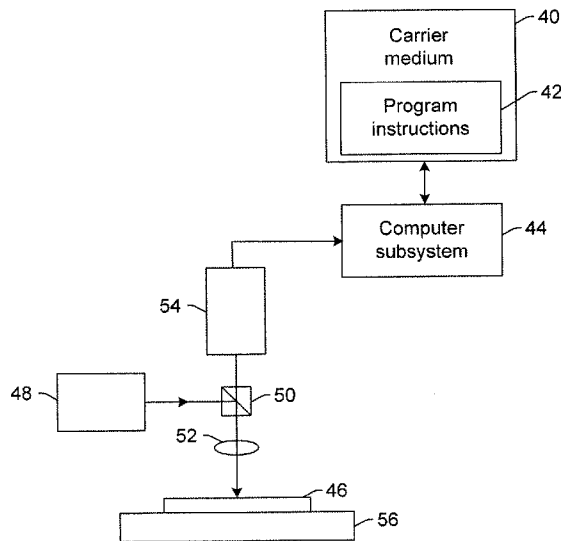 40
Carrier
medium
42
Program
instructions
Computer
subsystem
44
54
48
50
52
46
56